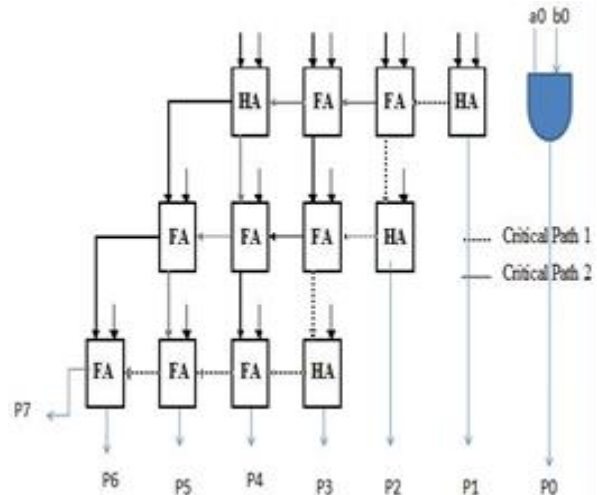 a0 b0
HA FA FA HA
FA FA FA HA
Critical Path 1
Critical Path 2
FA FA FA HA
P7
P6 P5 P4 P3 P2 P1 P0